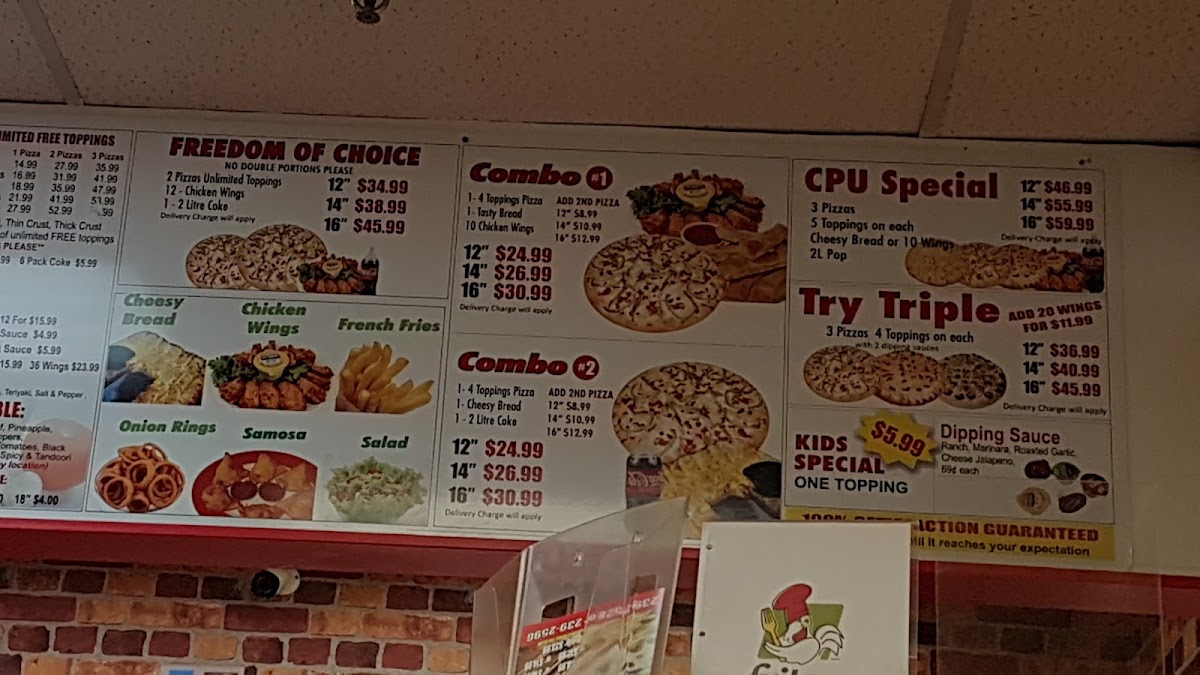 LIMITED FREE TOPPINGS
1 Pizza 2 Pizzas 3 Pizzas
14.99 27.99 35.99
16.99 31.99 41.99
18.99 35.99 47.99
21.99 41.99 51.99
27.99 52.99 .99
, Thin Crust, Thick Crust
of unlimited FREE toppings
PLEASE**
.99 8 Pack Coke $5.99
12 For $15.99
Sauce $4.99
Sauce $5.99
15.99 36 Wings $23.99
, Teriyaki, Salt & Pepper .
BLE:
Pineapple,
Tomatoes, Black
Spicy & Tandoori
location)
18" $4.00
FREEDOM OF CHOICE
NO DOUBLE PORTIONS PLEASE
2 Pizzas Unlimited Toppings
12 - Chicken Wings
1 - 2 Litre Coke
Delivery Charge will apply
12" $34.99
14" $38.99
16" $45.99
Cheesy Bread
Chicken Wings
French Fries
Onion Rings
Samosa
Salad
Combo #1
1- 4 Toppings Pizza
1- Tasty Bread
10 Chicken Wings
ADD 2ND PIZZA
12" $8.99
14" $10.99
16" $12.99
12" $24.99
14" $26.99
16" $30.99
Delivery Charge will apply
Combo #2
1- 4 Toppings Pizza
1- Cheesy Bread
1 - 2 Litre Coke
ADD 2ND PIZZA
12" $8.99
14" $10.99
16" $12.99
12" $24.99
14" $26.99
16" $30.99
Delivery Charge will apply
CPU Special
3 Pizzas
5 Toppings on each
Cheesy Bread or 10 Wings
2L Pop
12" $46.99
14" $55.99
16" $59.99
Delivery Charge will apply
Try Triple
3 Pizzas 4 Toppings on each
with 2 dipping sauces
ADD 20 WINGS
FOR $11.99
12" $36.99
14" $40.99
16" $45.99
Delivery Charge will apply
KIDS
SPECIAL
ONE TOPPING
$5.99
Dipping Sauce
Ranch, Marinara, Roasted Garlic,
Cheese Jalapeno,
69¢ each
ACTION GUARANTEED
it reaches your expectation
239-2596